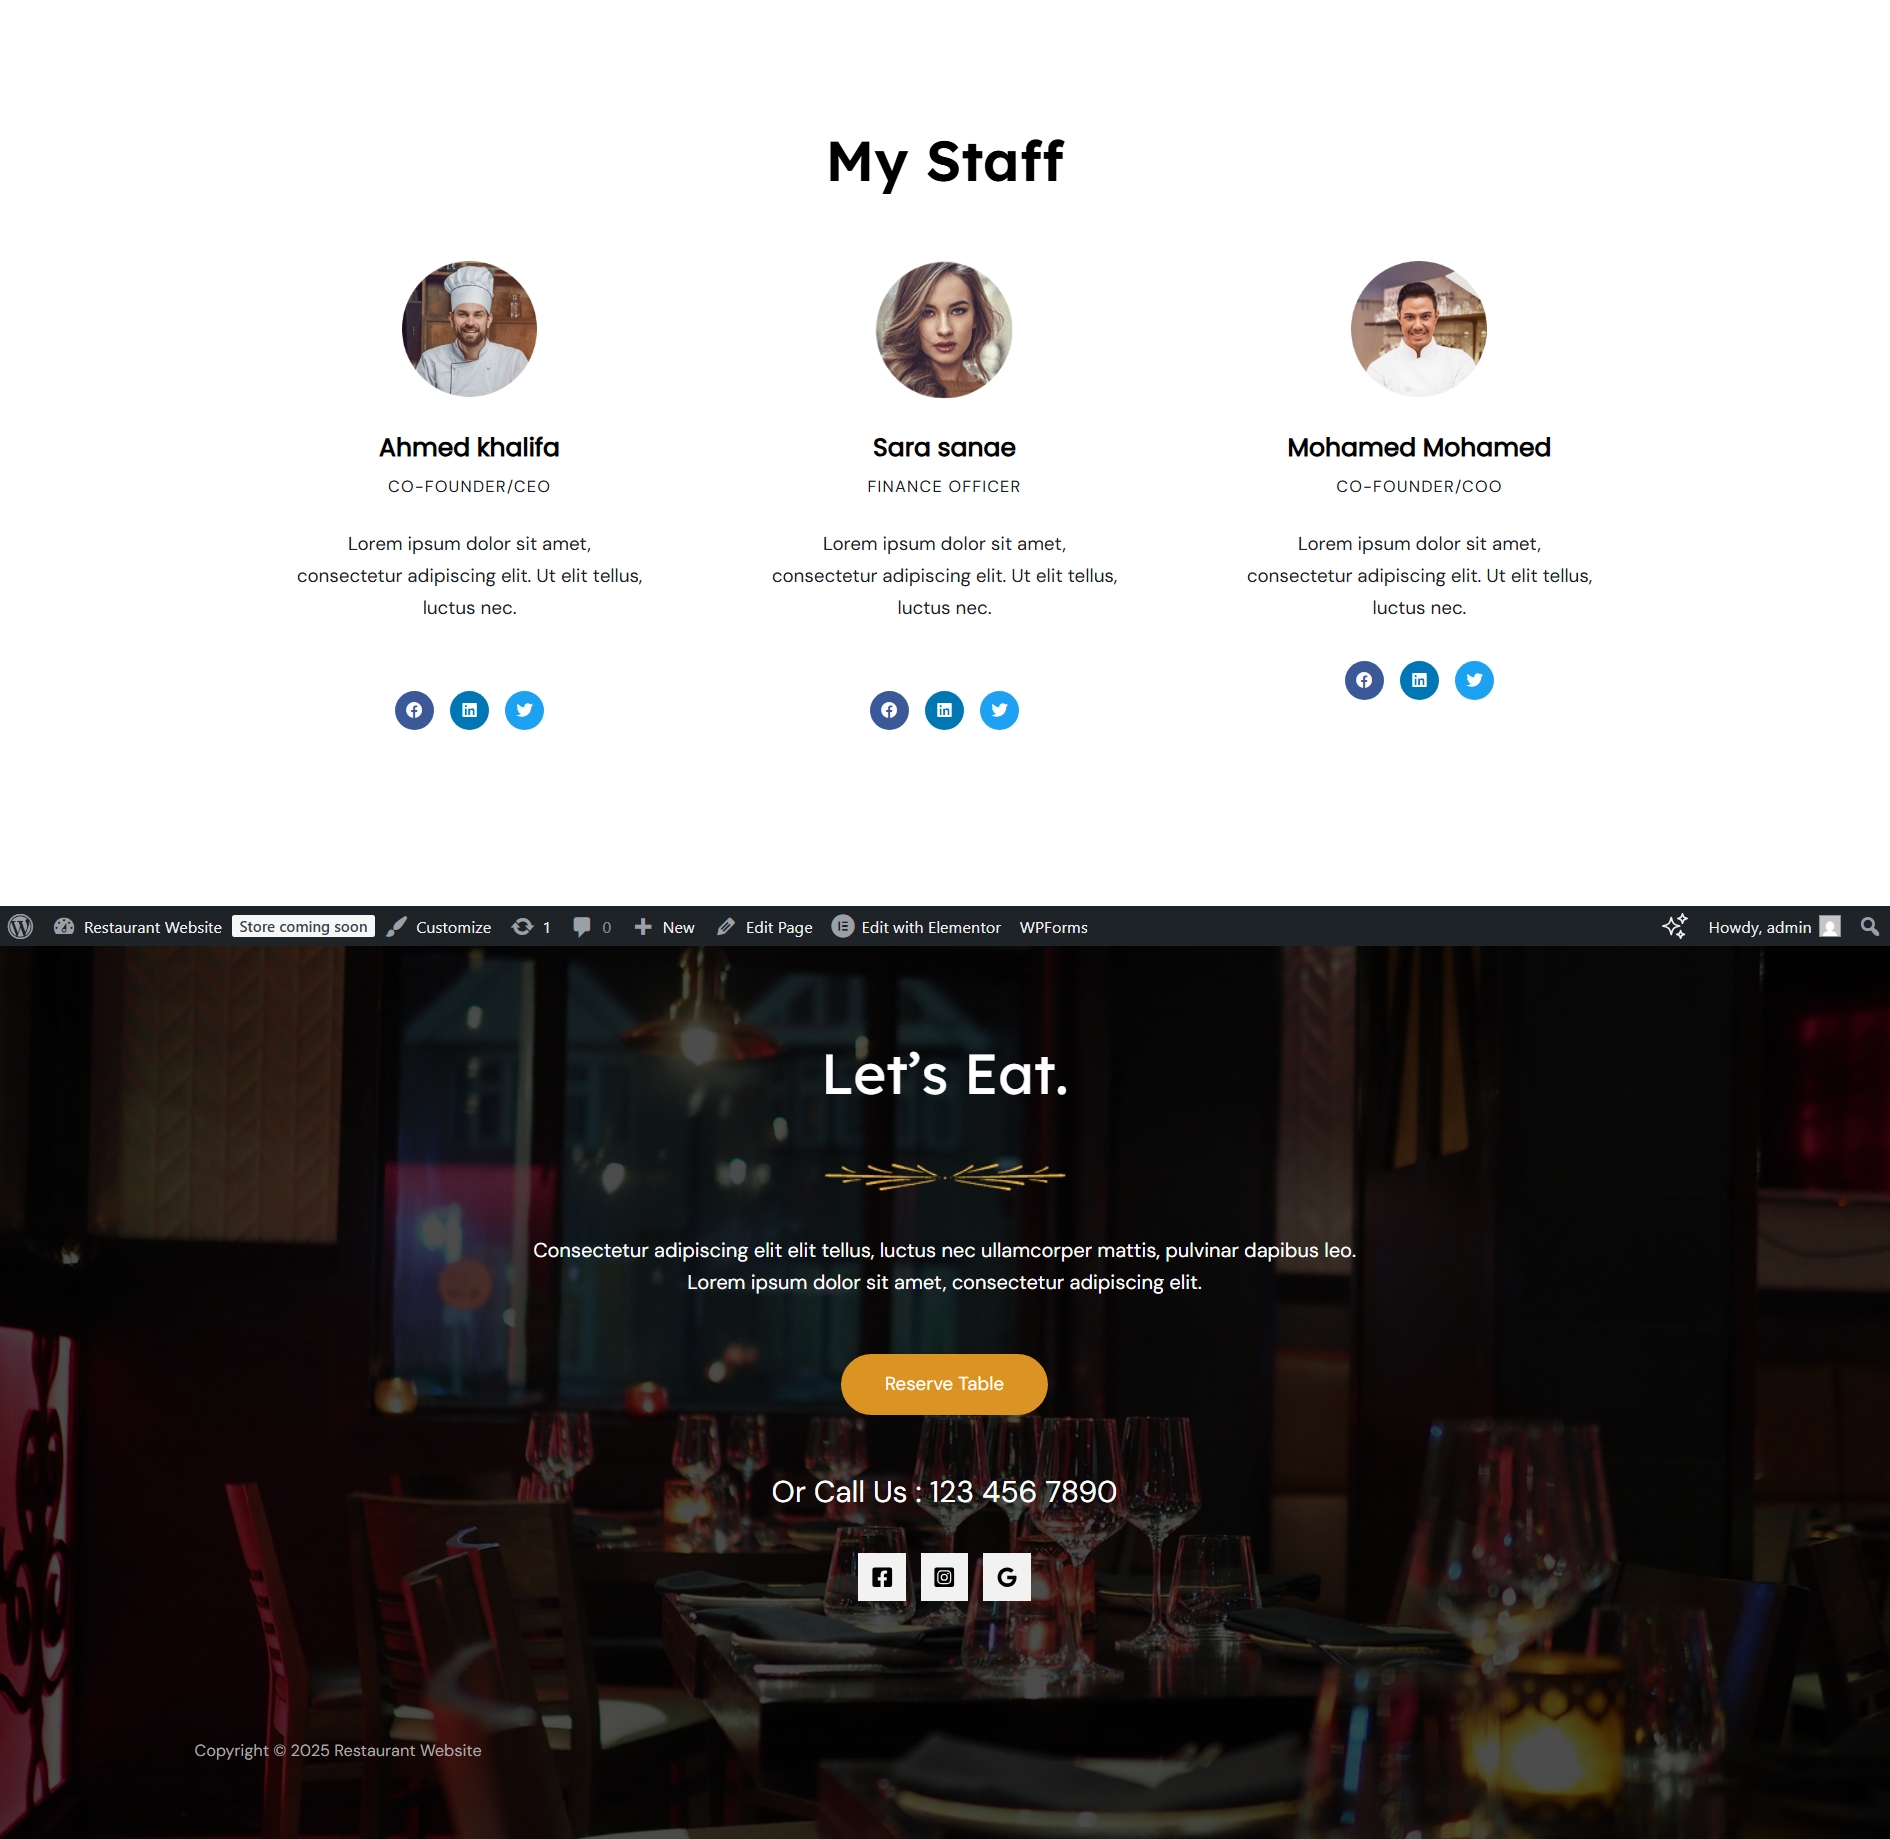 My Staff
Ahmed khalifa
CO-FOUNDER/CEO
Lorem ipsum dolor sit amet,
consectetur adipiscing elit. Ut elit tellus,
luctus nec.
Sara sanae
FINANCE OFFICER
Lorem ipsum dolor sit amet,
consectetur adipiscing elit. Ut elit tellus,
luctus nec.
Mohamed Mohamed
CO-FOUNDER/COO
Lorem ipsum dolor sit amet,
consectetur adipiscing elit. Ut elit tellus,
luctus nec.
Restaurant Website Store coming soon Customize 1 0 New Edit Page Edit with Elementor WPForms Howdy, admin
Let’s Eat.
Consectetur adipiscing elit elit tellus, luctus nec ullamcorper mattis, pulvinar dapibus leo.
Lorem ipsum dolor sit amet, consectetur adipiscing elit.
Reserve Table
Or Call Us : 123 456 7890
Copyright © 2025 Restaurant Website